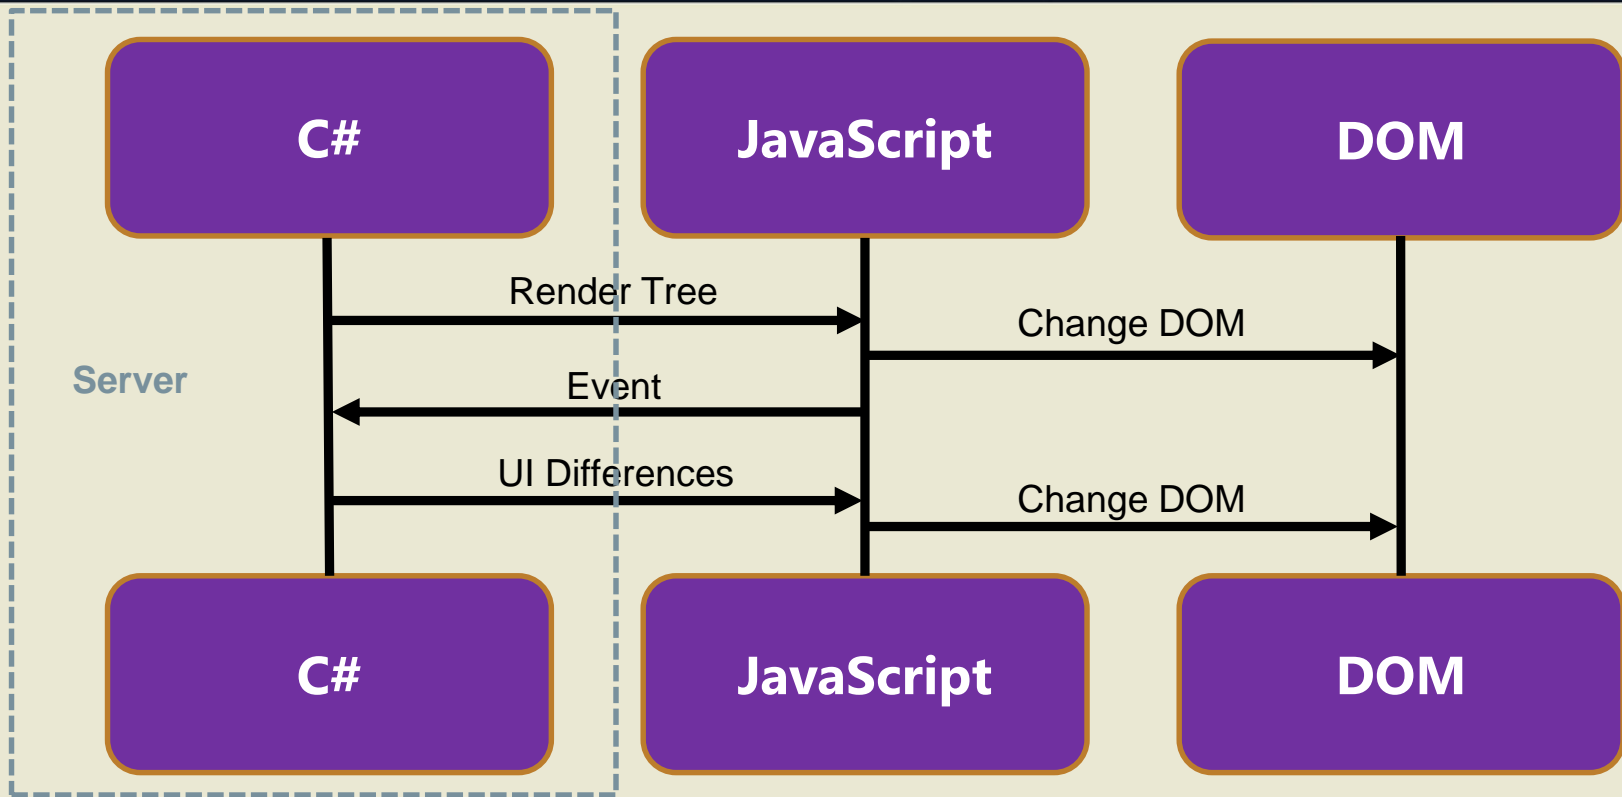 C#
JavaScript
DOM
Render Tree
Change DOM
Server
Event
UI Differences
Change DOM
C#
JavaScript
DOM